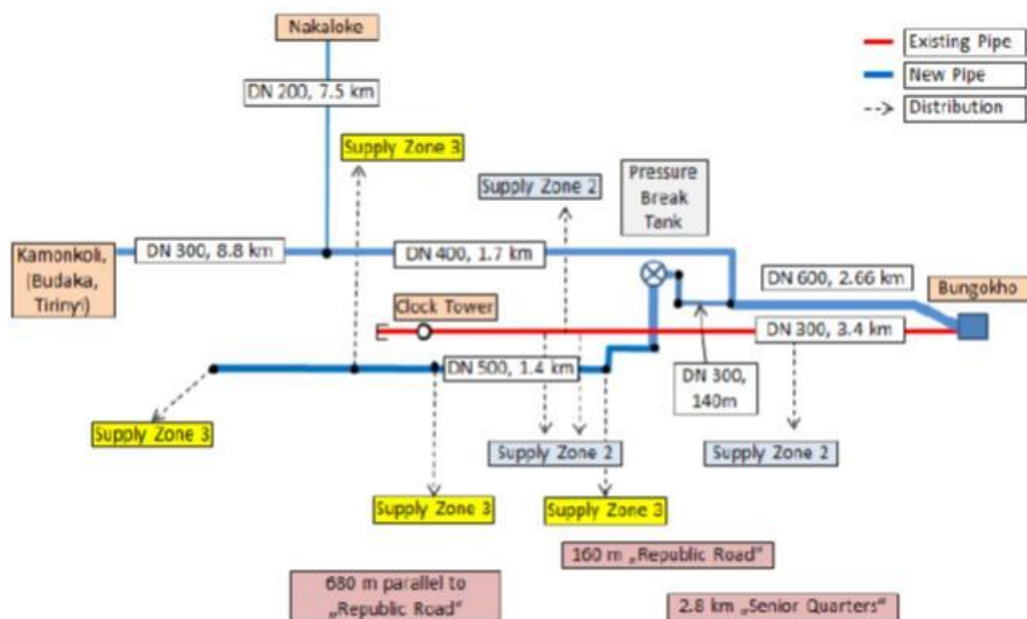 Nakaloke
Existing Pipe
New Pipe
Distribution
DN 200, 7.5 km
Supply Zone 3
Supply Zone 2
Pressure
Break
Tank
Kamonkoli,
(Budaka,
Tirinyi)
DN 300, 8.8 km
DN 400, 1.7 km
DN 600, 2.66 km
Bungokho
Clock Tower
DN 300, 3.4 km
DN 500, 1.4 km
DN 300,
140m
Supply Zone 3
Supply Zone 2
Supply Zone 2
Supply Zone 3
Supply Zone 3
160 m „Republic Road"
680 m parallel to
„Republic Road"
2.8 km „Senior Quarters"